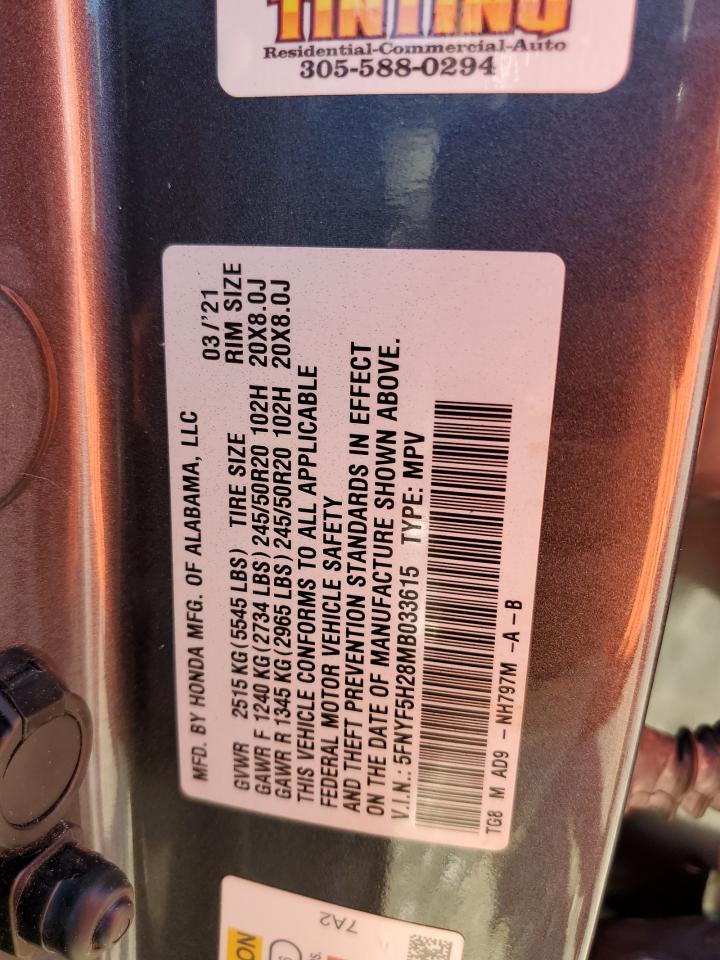 TINTING
Residential-Commercial-Auto
305-588-0294
MFD. BY HONDA MFG. OF ALABAMA, LLC 03/'21
GVWR 2515 KG (5545 LBS) TIRE SIZE RIM SIZE
GAWR F 1240 KG (2734 LBS) 245/50R20 102H 20X8.0J
GAWR R 1345 KG (2965 LBS) 245/50R20 102H 20X8.0J
THIS VEHICLE CONFORMS TO ALL APPLICABLE
FEDERAL MOTOR VEHICLE SAFETY
AND THEFT PREVENTION STANDARDS IN EFFECT
ON THE DATE OF MANUFACTURE SHOWN ABOVE.
V.I.N.: 5FNYF5H28MB033615 TYPE: MPV
TG8 M AD9 -NH797M -A-B
7A2